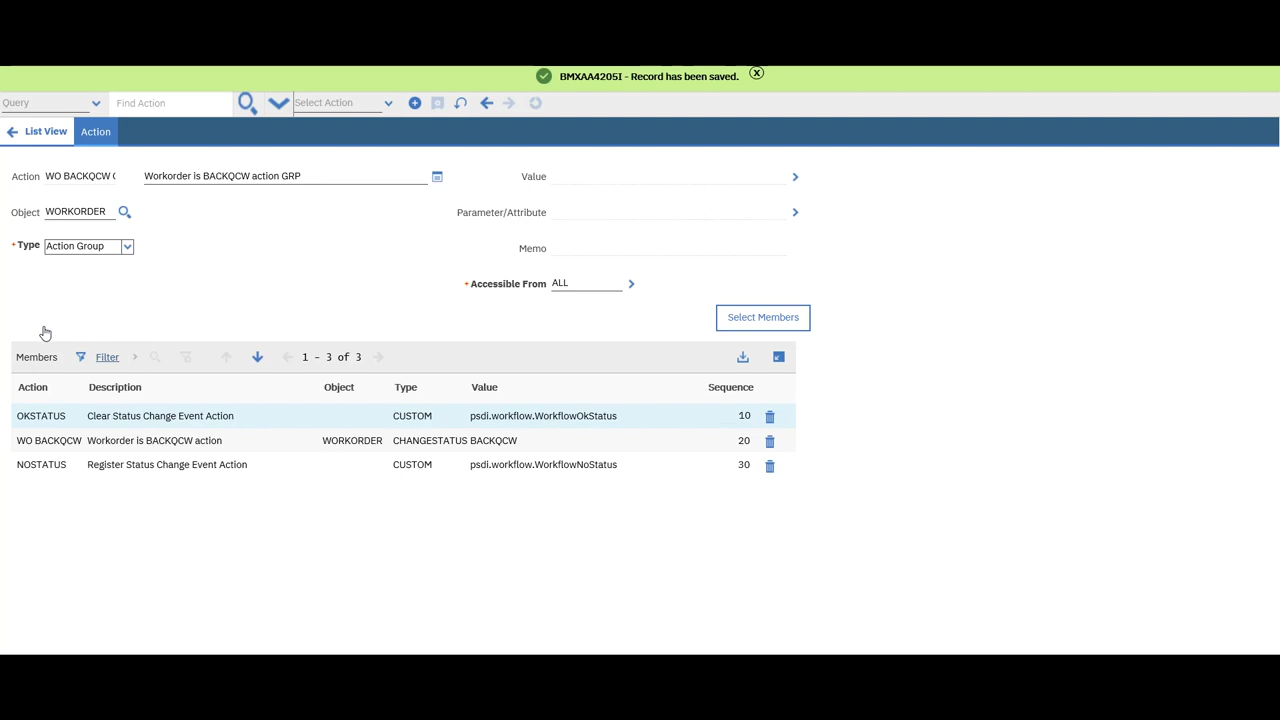 BMXAA4205I - Record has been saved.
Query
Find Action
Select Action
List View
Action
Action WO BACKQCW Workorder is BACKQCW action GRP
Value
Object WORKORDER
Parameter/Attribute
* Type Action Group
Memo
* Accessible From ALL
Select Members
Members Filter 1 - 3 of 3
Action Description Object Type Value Sequence
OKSTATUS Clear Status Change Event Action CUSTOM psdi.workflow.WorkflowOkStatus 10
WO BACKQCW Workorder is BACKQCW action WORKORDER CHANGESTATUS BACKQCW 20
NOSTATUS Register Status Change Event Action CUSTOM psdi.workflow.WorkflowNoStatus 30